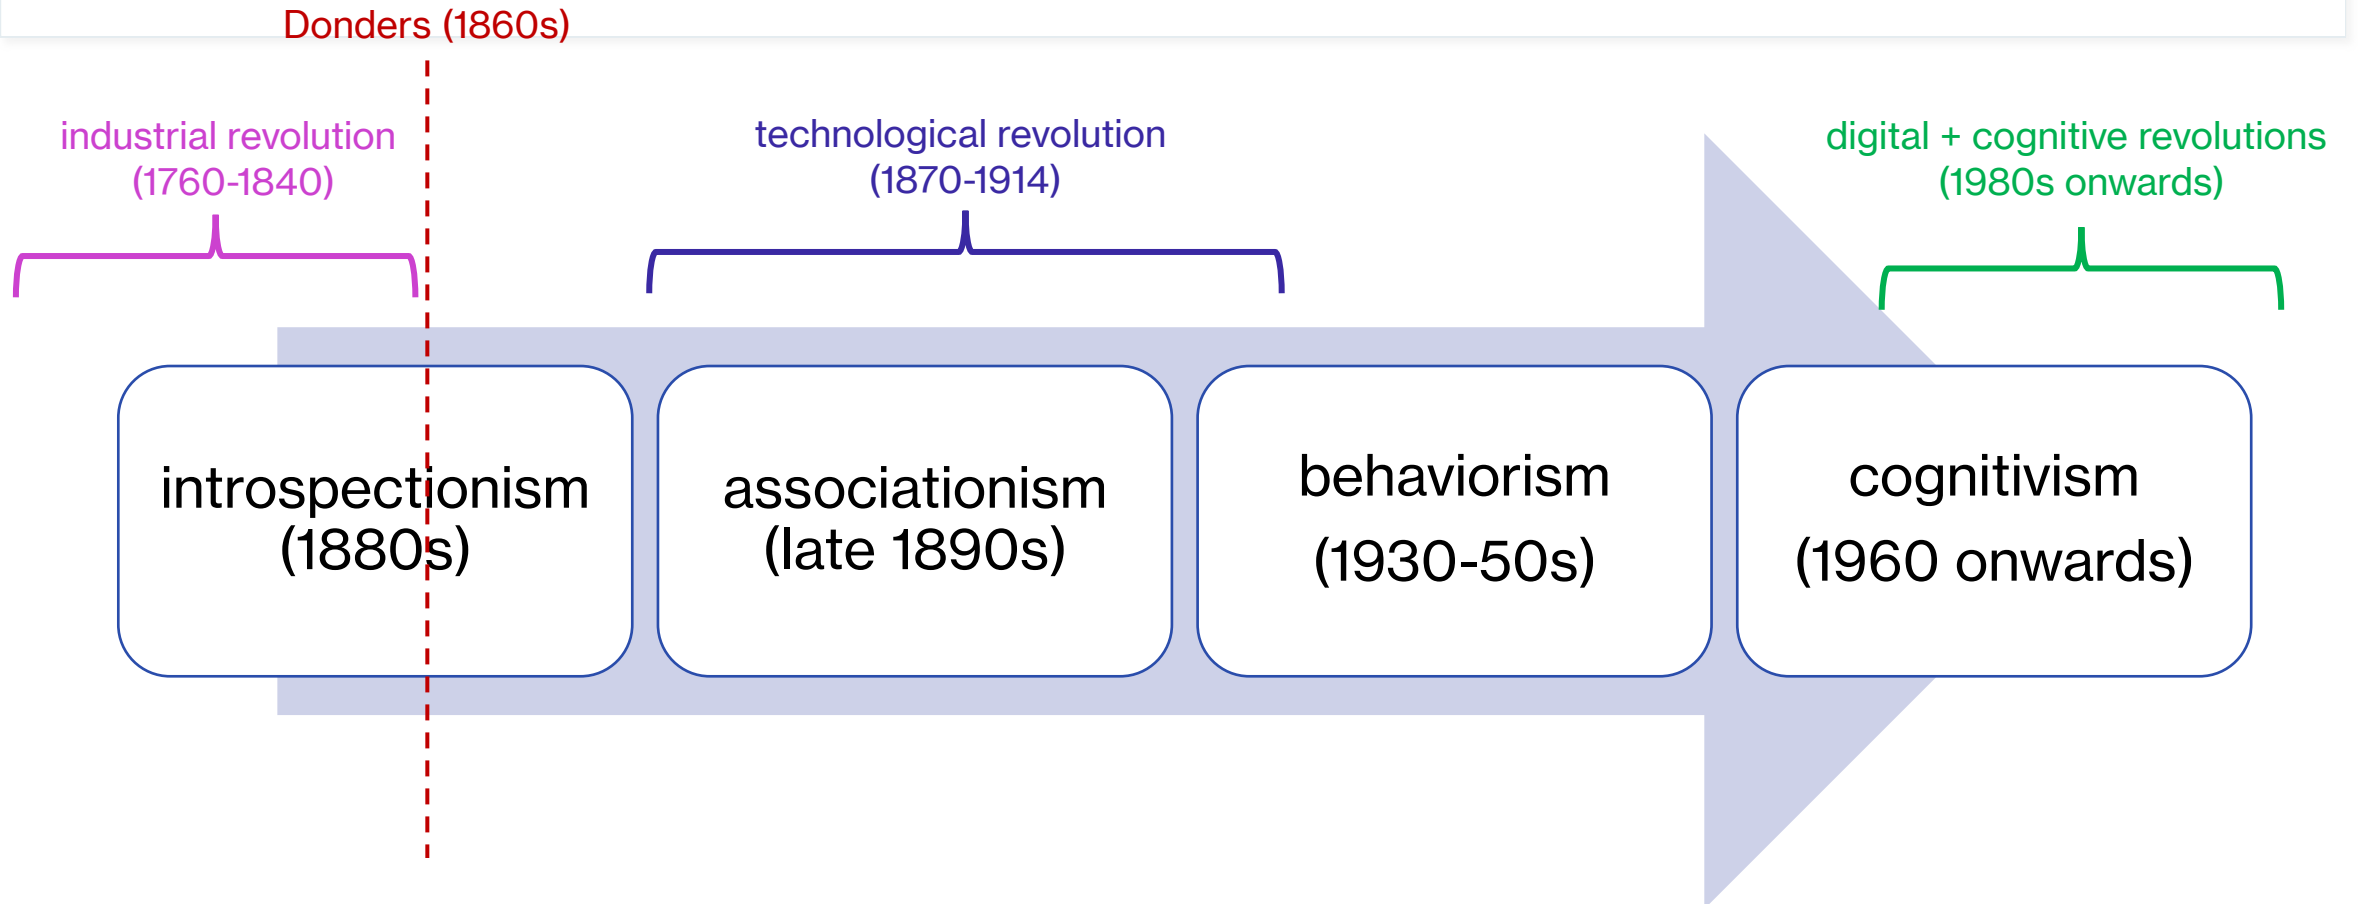 Donders (1860s)
industrial revolution
(1760-1840)
technological revolution
(1870-1914)
digital + cognitive revolutions
(1980s onwards)
introspectionism
(1880s)
associationism
(late 1890s)
behaviorism
(1930-50s)
cognitivism
(1960 onwards)